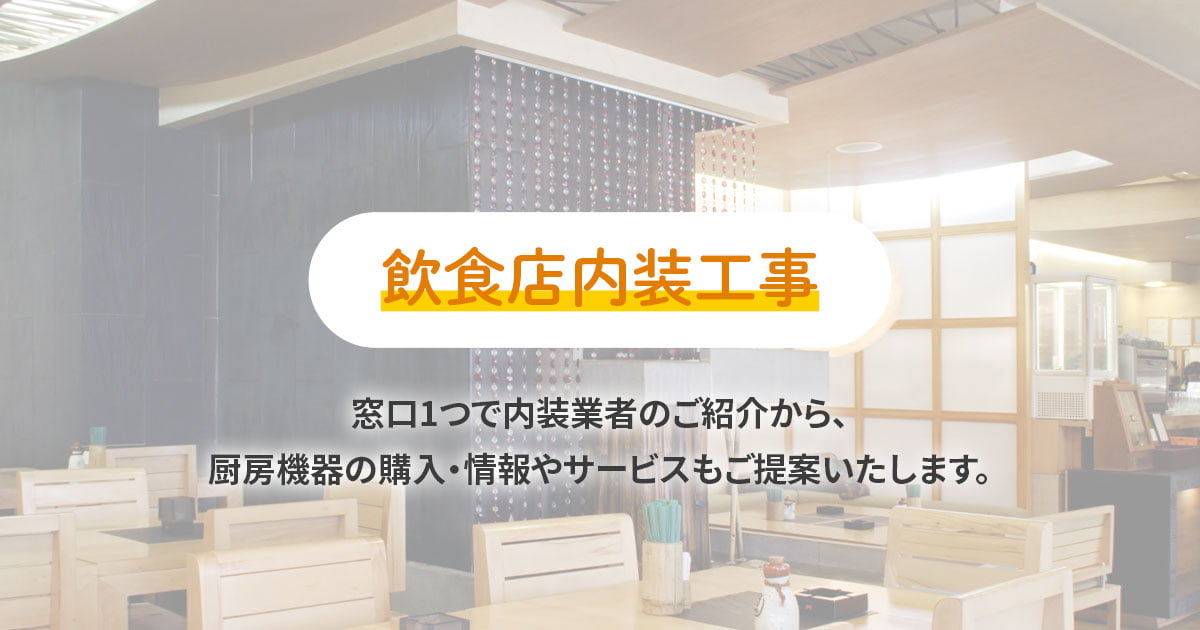 飲食店内装工事
窓口1つで内装業者のご紹介から、
厨房機器の購入・情報やサービスもご提案いたします。